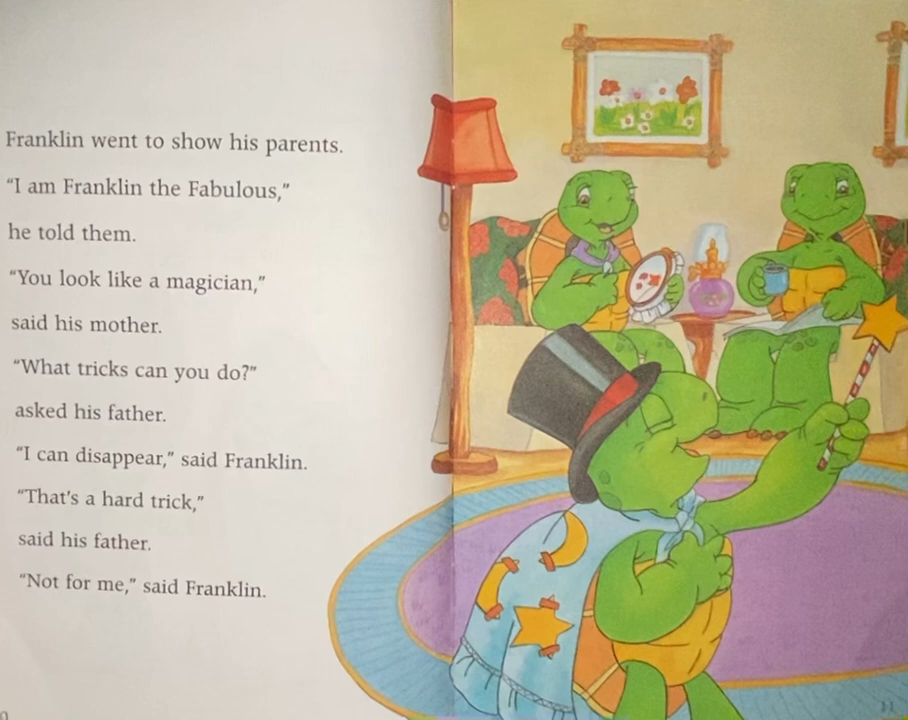 Franklin went to show his parents.
“I am Franklin the Fabulous,”
he told them.
“You look like a magician,”
said his mother.
“What tricks can you do?”
asked his father.
“I can disappear,” said Franklin.
“That’s a hard trick,”
said his father.
“Not for me,” said Franklin.
11